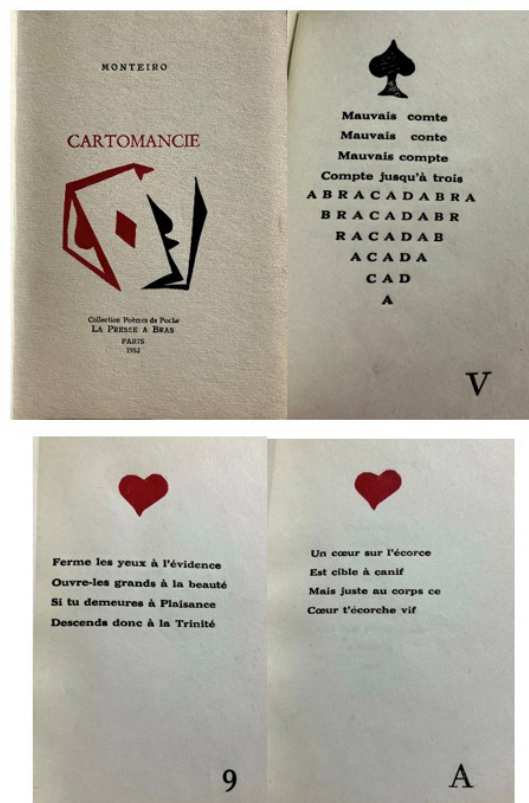 MONTEIRO
CARTOMANCIE
Collection Poèmes de Poche
LA PRESSE A BRAS
PARIS
1952
Mauvais comte
Mauvais conte
Mauvais compte
Compte jusqu'à trois
ABRACADABRA
BRACADABR
RACADAB
ACADA
CAD
A
V
Ferme les yeux à l'évidence
Ouvre-les grands à la beauté
Si tu demeures à Plaisance
Descends donc à la Trinité
9
Un cœur sur l'écorce
Est cible à canif
Mais juste au corps ce
Cœur t'écorche vif
A